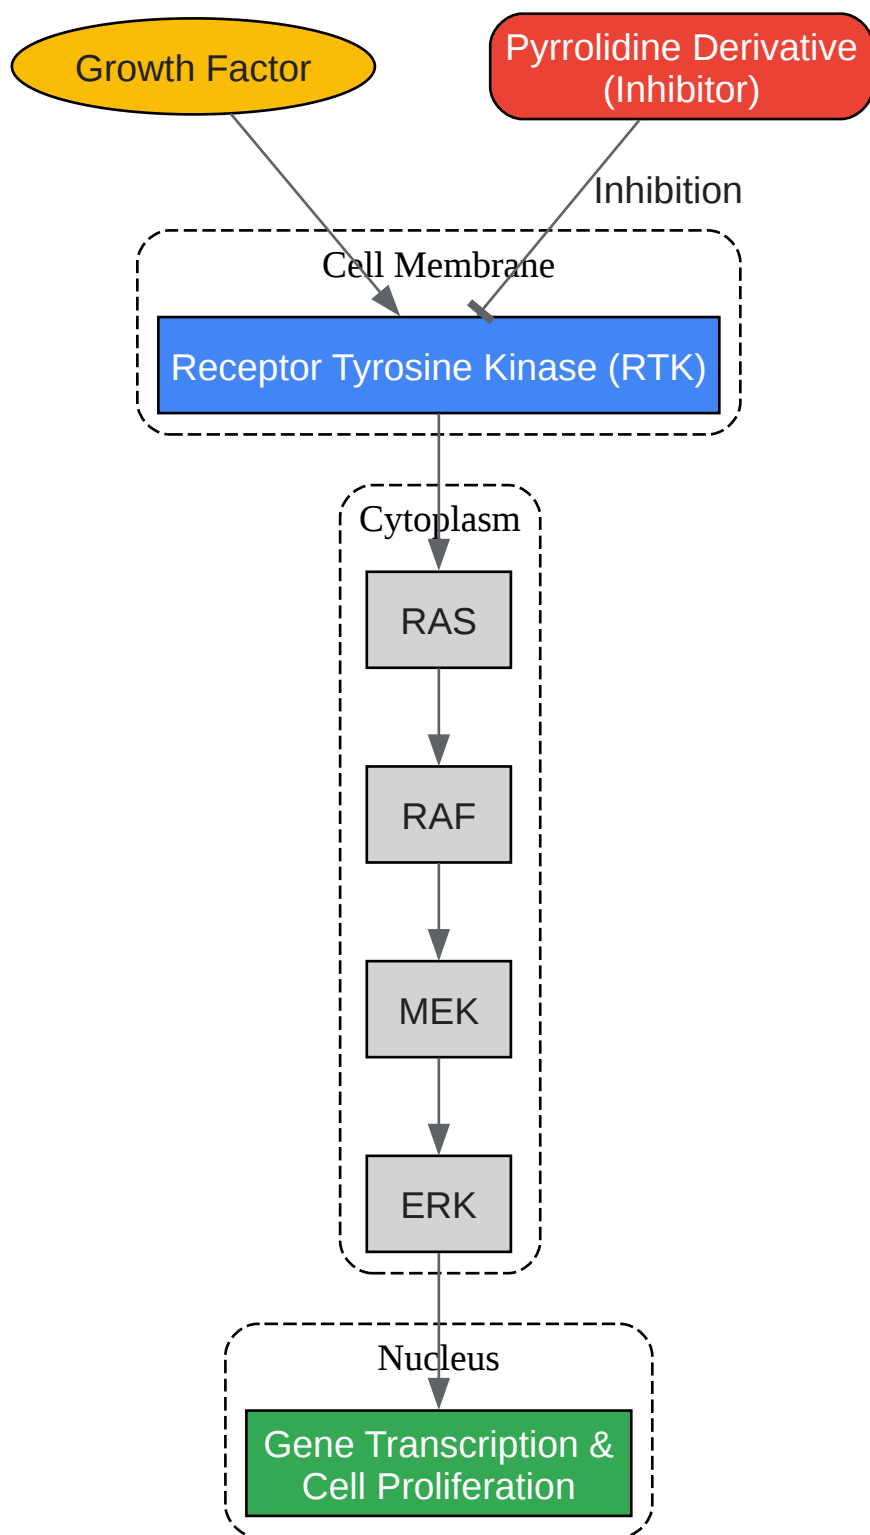 Growth Factor
Pyrrolidine Derivative
(Inhibitor)
Inhibition
Cell Membrane
Receptor Tyrosine Kinase (RTK)
Cytoplasm
RAS
RAF
MEK
ERK
Nucleus
Gene Transcription &
Cell Proliferation